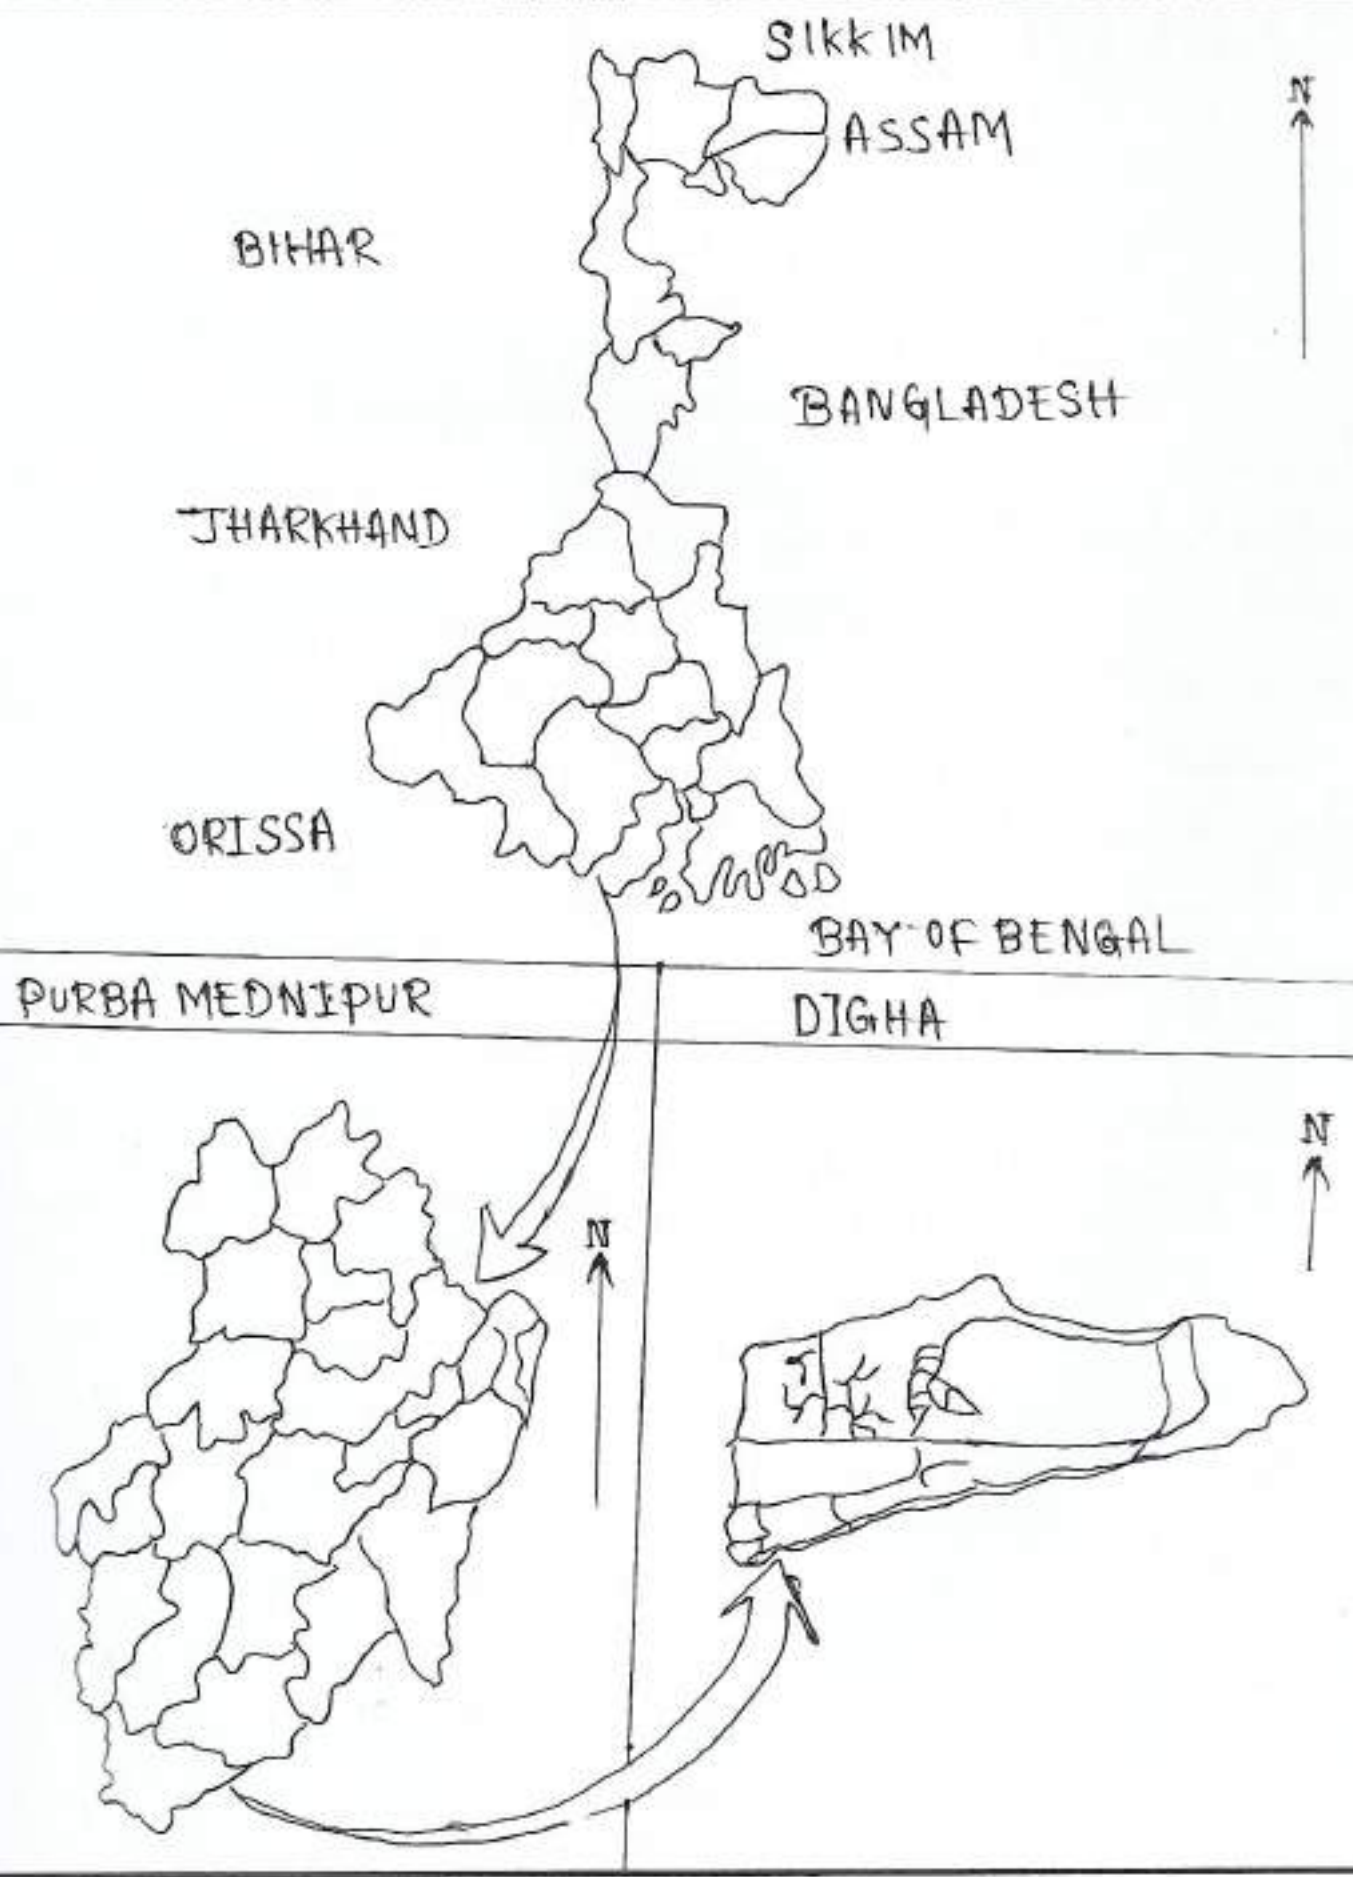 SIKKIM
N
ASSAM
BIHAR
BANGLADESH
JHARKHAND
ORISSA
BAY OF BENGAL
PURBA MEDNIPUR
DIGHA
N
N